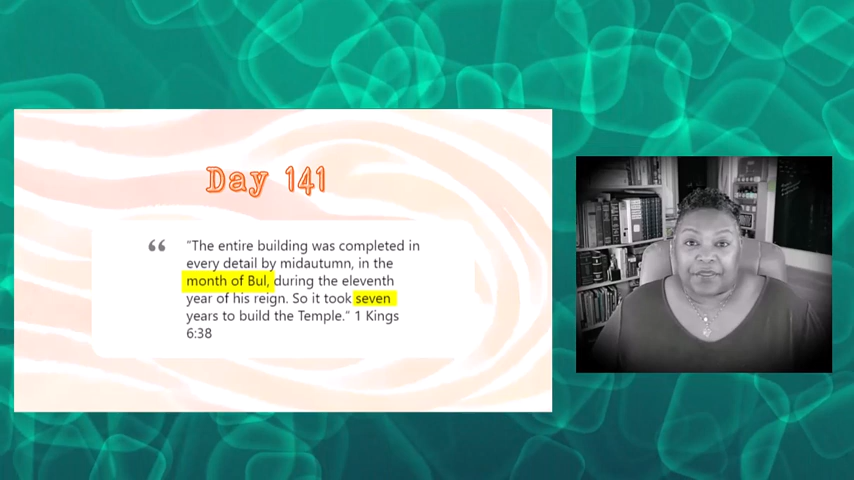 Day 141
“The entire building was completed in
every detail by midautumn, in the
month of Bul, during the eleventh
year of his reign. So it took seven
years to build the Temple.” 1 Kings
6:38